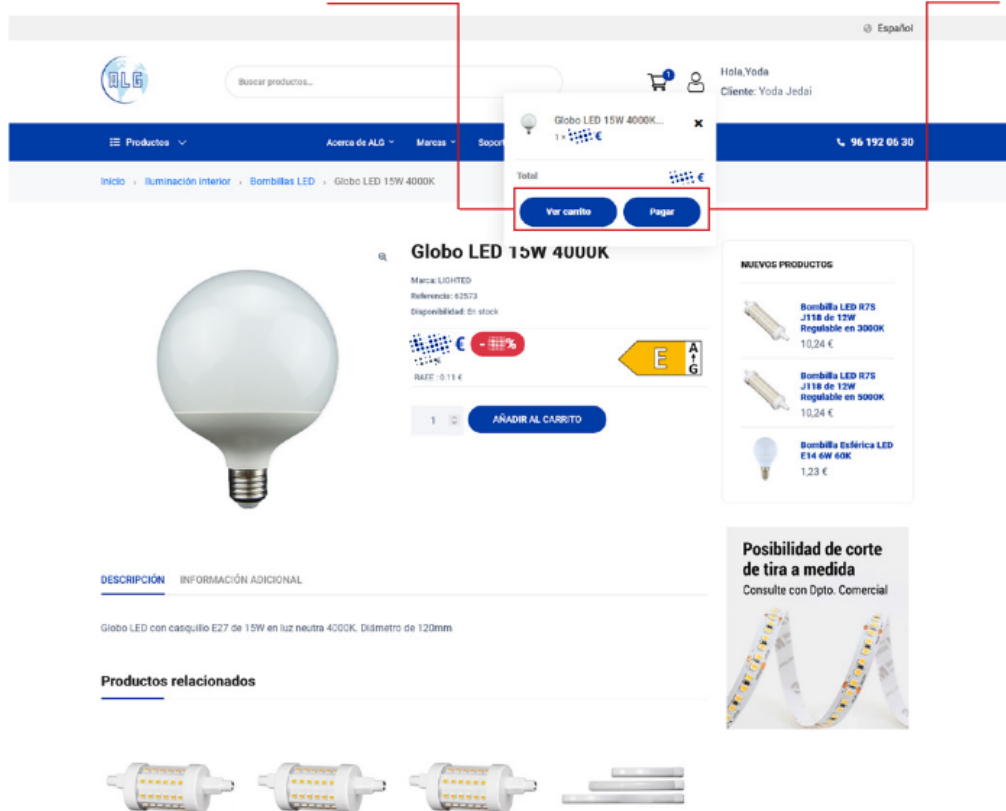 Español
ALG
Buscar productos...
1
Hola,Yoda
Cliente: Yoda Jedai
Globo LED 15W 4000K...
1 ×
€
Total
€
Ver carrito
Pagar
Productos
Acerca de ALG
Marcas
96 192 06 30
Inicio › Iluminación interior › Bombillas LED › Globo LED 15W 4000K
Globo LED 15W 4000K
Marca: LIGHTED
Referencia: 62573
Disponibilidad: En stock
€
-
%
RAEE : 0.11 €
E
A
G
1
AÑADIR AL CARRITO
NUEVOS PRODUCTOS
Bombilla LED R7S
J118 de 12W
Regulable en 3000K
10,24 €
Bombilla LED R7S
J118 de 12W
Regulable en 5000K
10,24 €
Bombilla Esférica LED
E14 6W 60K
1,23 €
Posibilidad de corte
de tira a medida
Consulte con Dpto. Comercial
DESCRIPCIÓN
INFORMACIÓN ADICIONAL
Globo LED con casquillo E27 de 15W en luz neutra 4000K. Diámetro de 120mm
Productos relacionados